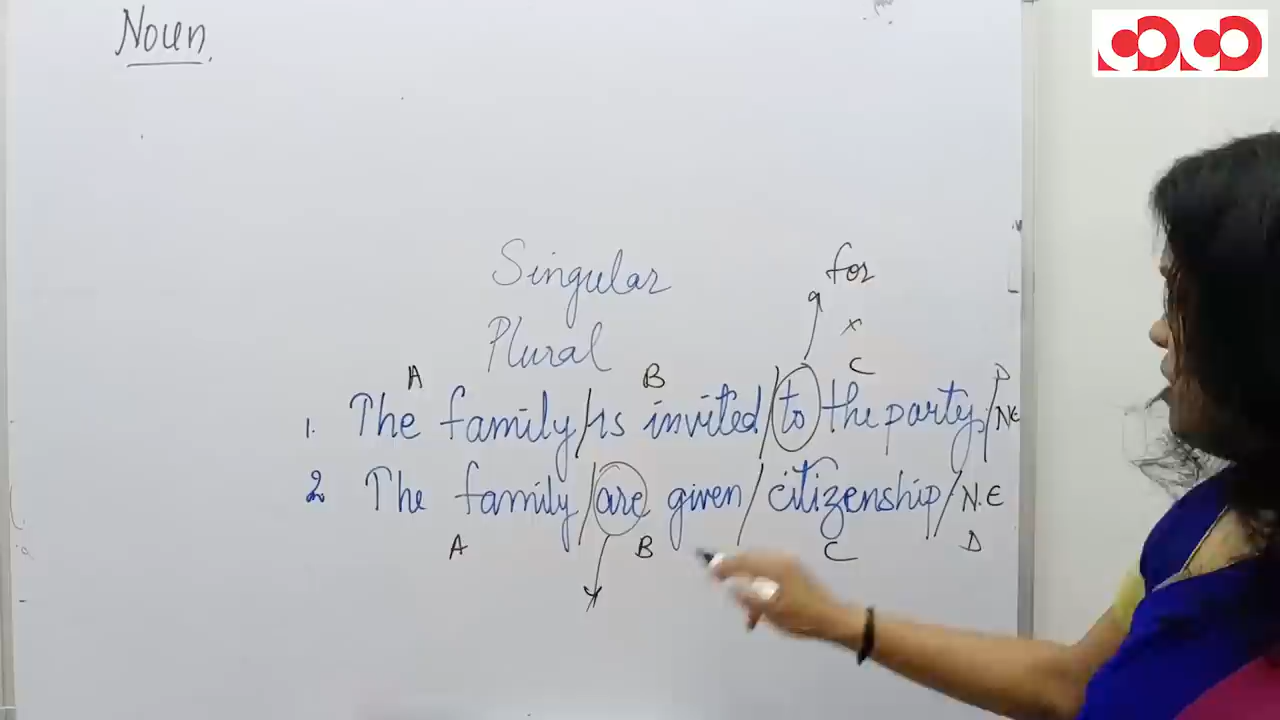 Noun.
Singular
for
Plural
x
A B C D
1. The family/is invited/to the party./N.E
2 The family/are given/citizenship/N.E
A B C D